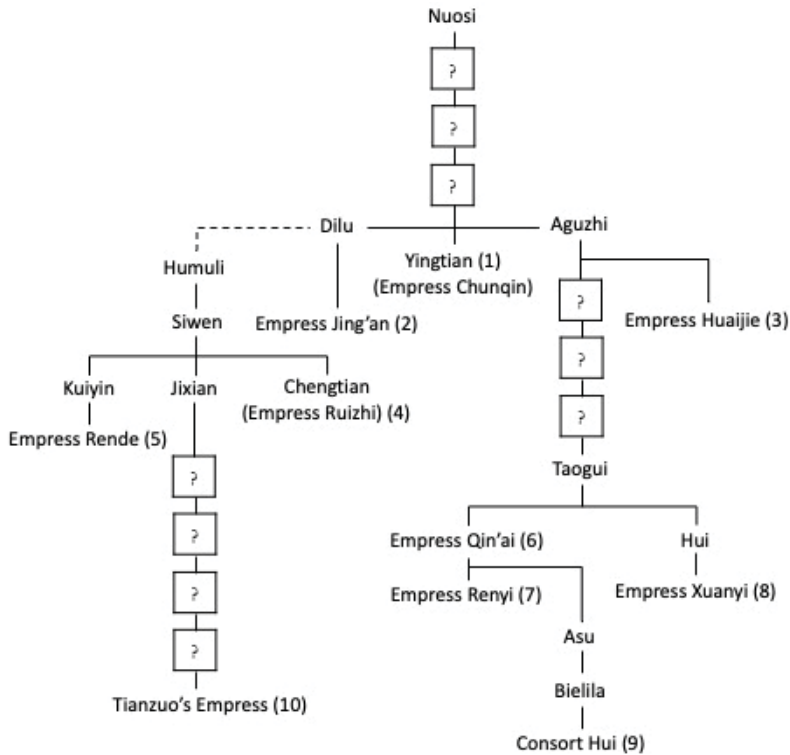 Nuosi
?
?
?
Dilu
Aguzhi
Humuli
Yingtian (1)
(Empress Chunqin)
?
Siwen
Empress Jing'an (2)
Empress Huaijie (3)
?
Kuiyin
Jixian
Chengtian
(Empress Ruizhi) (4)
?
Empress Rende (5)
Taogui
?
?
Empress Qin'ai (6)
Hui
?
Empress Renyi (7)
Empress Xuanyi (8)
?
Asu
Bielila
Tianzuo's Empress (10)
Consort Hui (9)